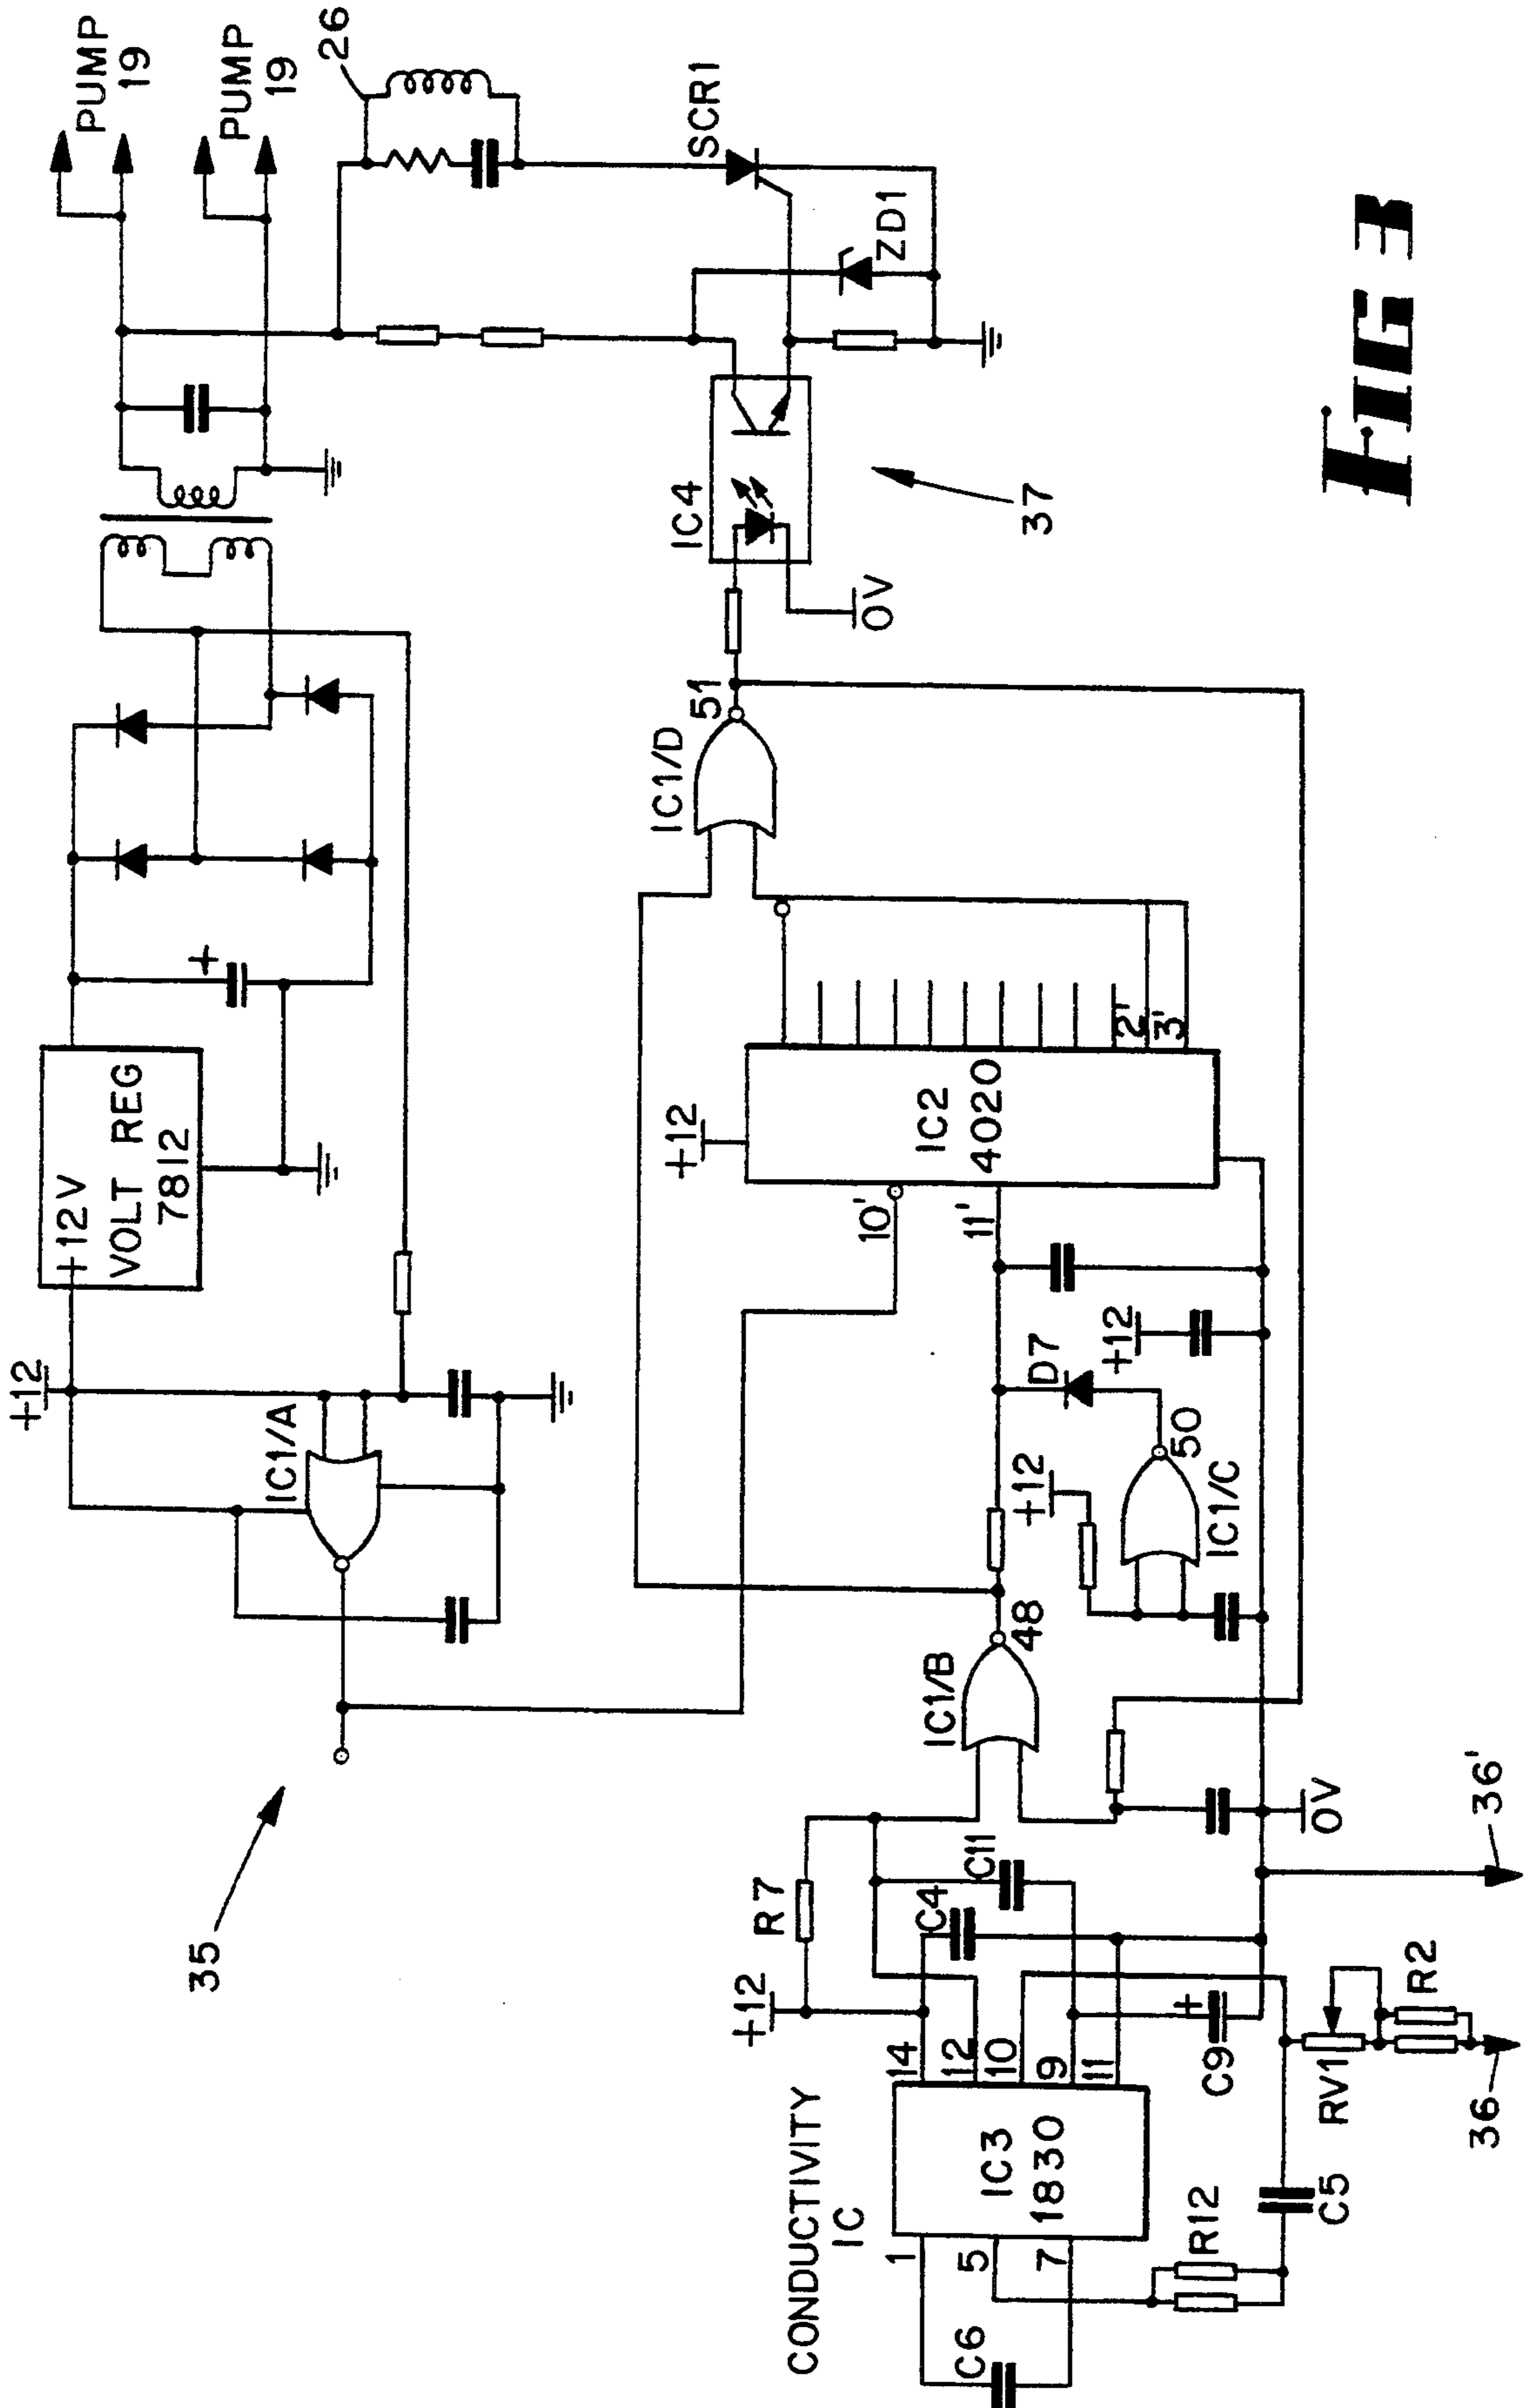 PUMP
19
PUMP
19
26
+12
+12V
VOLT REG
7812
IC1/A
35
SCR1
ZD1
IC4
37
0V
IC1/D
51
+12
IC2
4020
10'
11'
2'
3'
D7
+12
+12
50
IC1/C
IC1/B
48
0V
36'
CONDUCTIVITY
IC
+12
R7
C4
C11
14
12
10
9
11
IC3
1830
1
5
7
C6
C9
R12
C5
RV1
R2
36
FIG 3